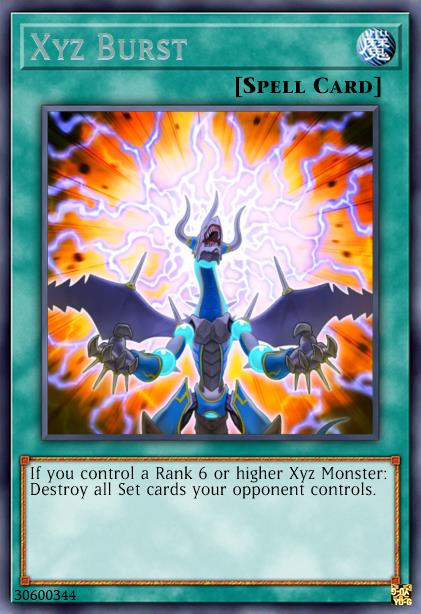 Xyz Burst
魔
[Spell Card]
If you control a Rank 6 or higher Xyz Monster:
Destroy all Set cards your opponent controls.
30600344